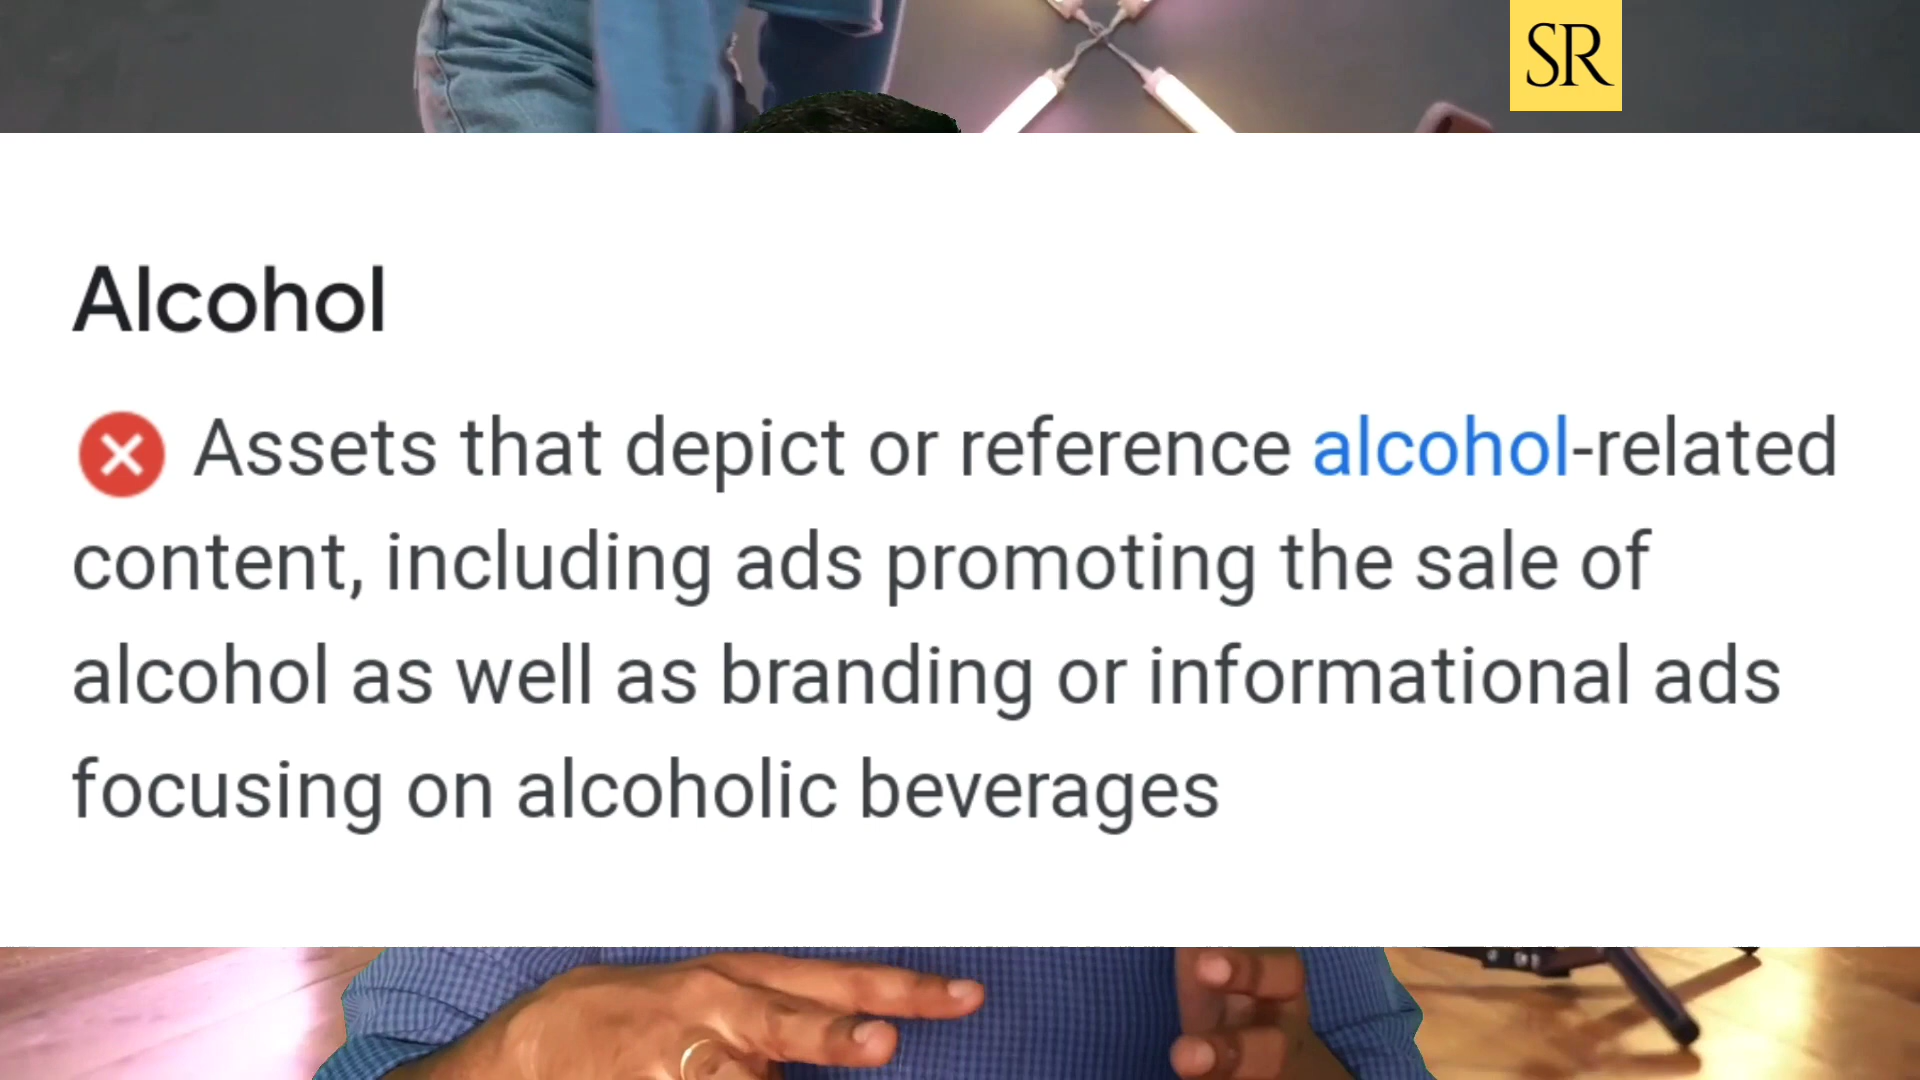 SR
Alcohol
Assets that depict or reference alcohol-related
content, including ads promoting the sale of
alcohol as well as branding or informational ads
focusing on alcoholic beverages